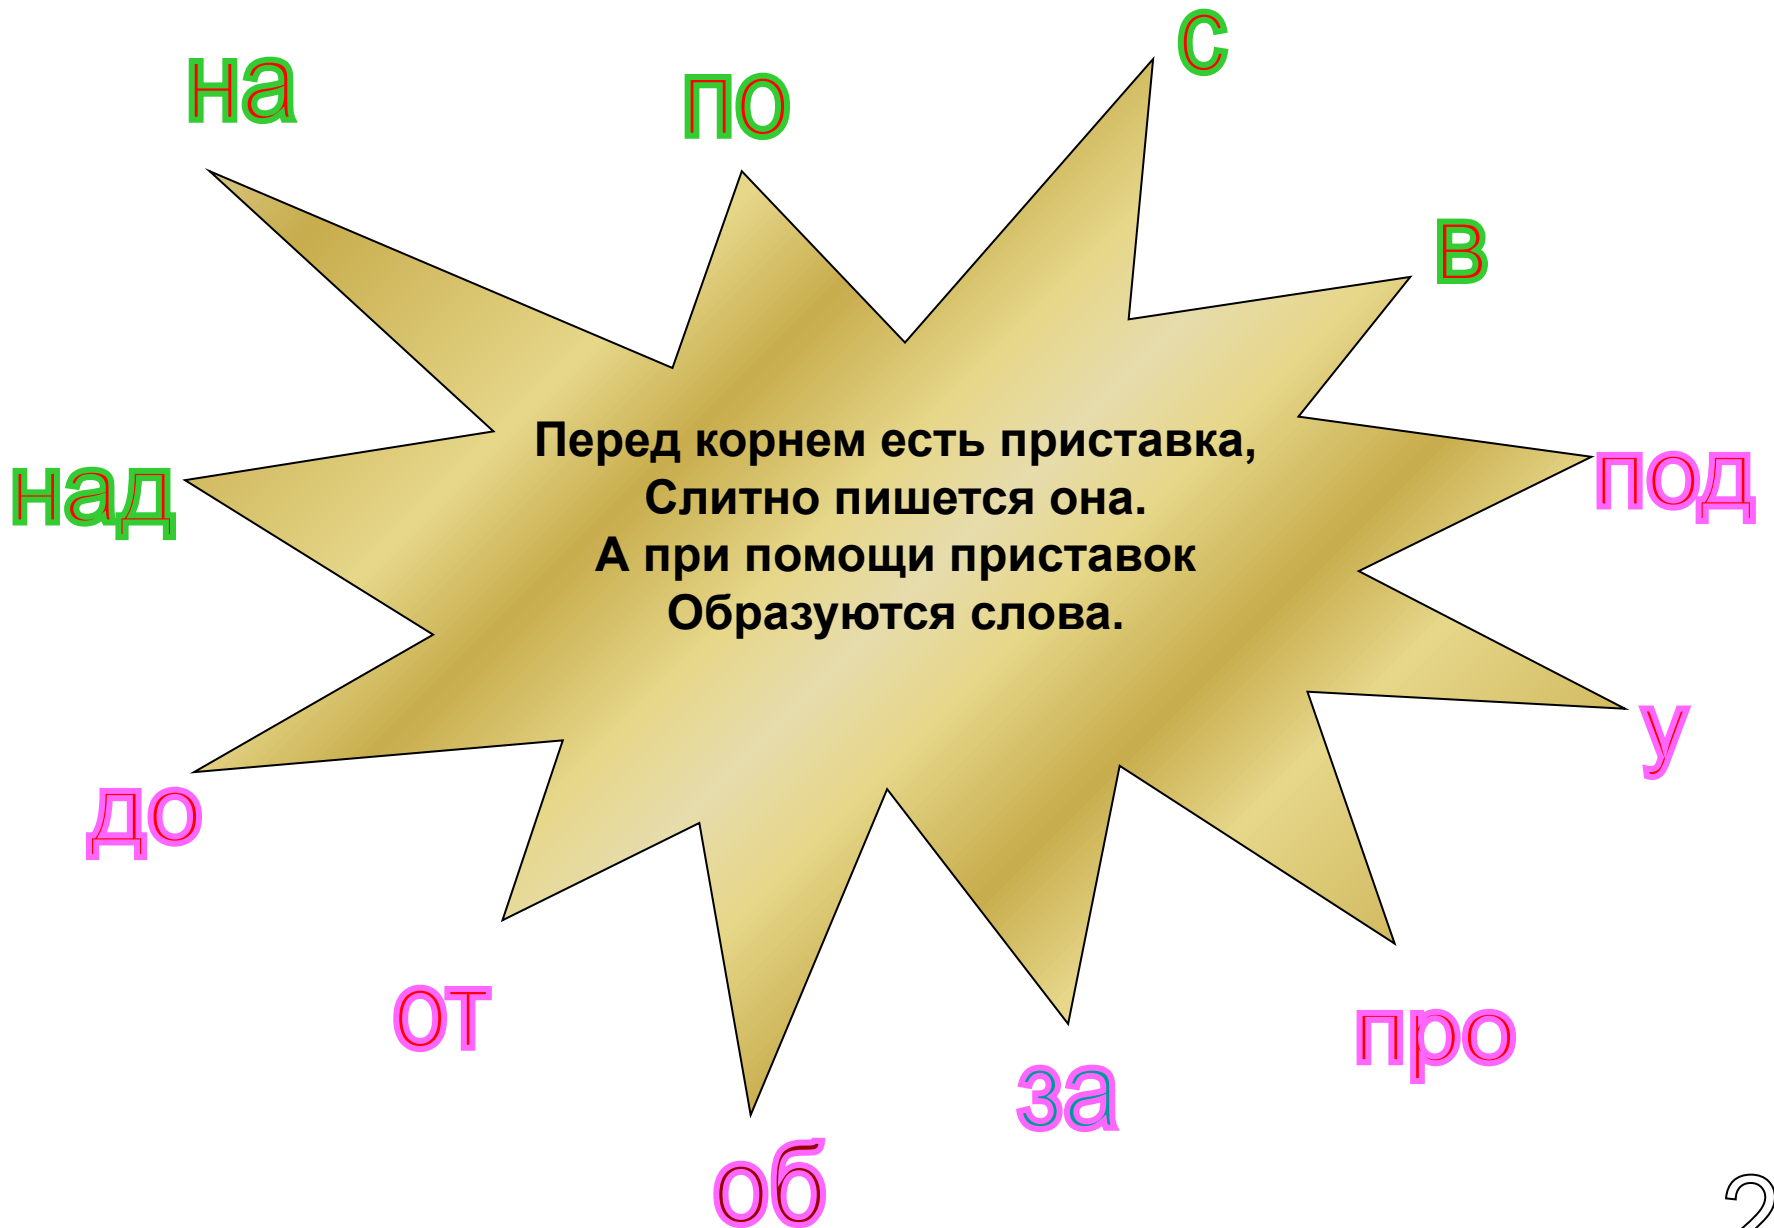 на
по
с
в
Перед корнем есть приставка,
Слитно пишется она.
А при помощи приставок
Образуются слова.
над
под
у
до
от
про
за
об
2